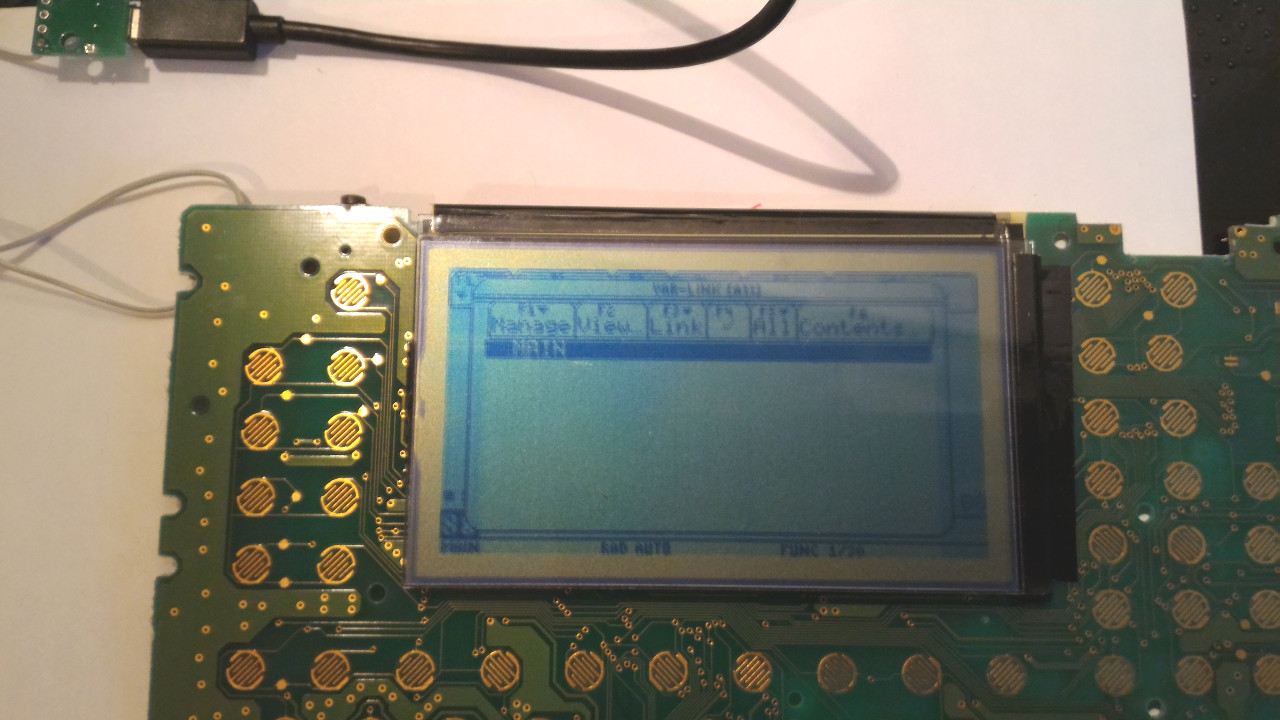 VAR-LINK [All]
F1▼ F2 F3▼ F4 F5▼ F6
Manage View Link √ All Contents...
MAIN
MAIN RAD AUTO FUNC 1/30